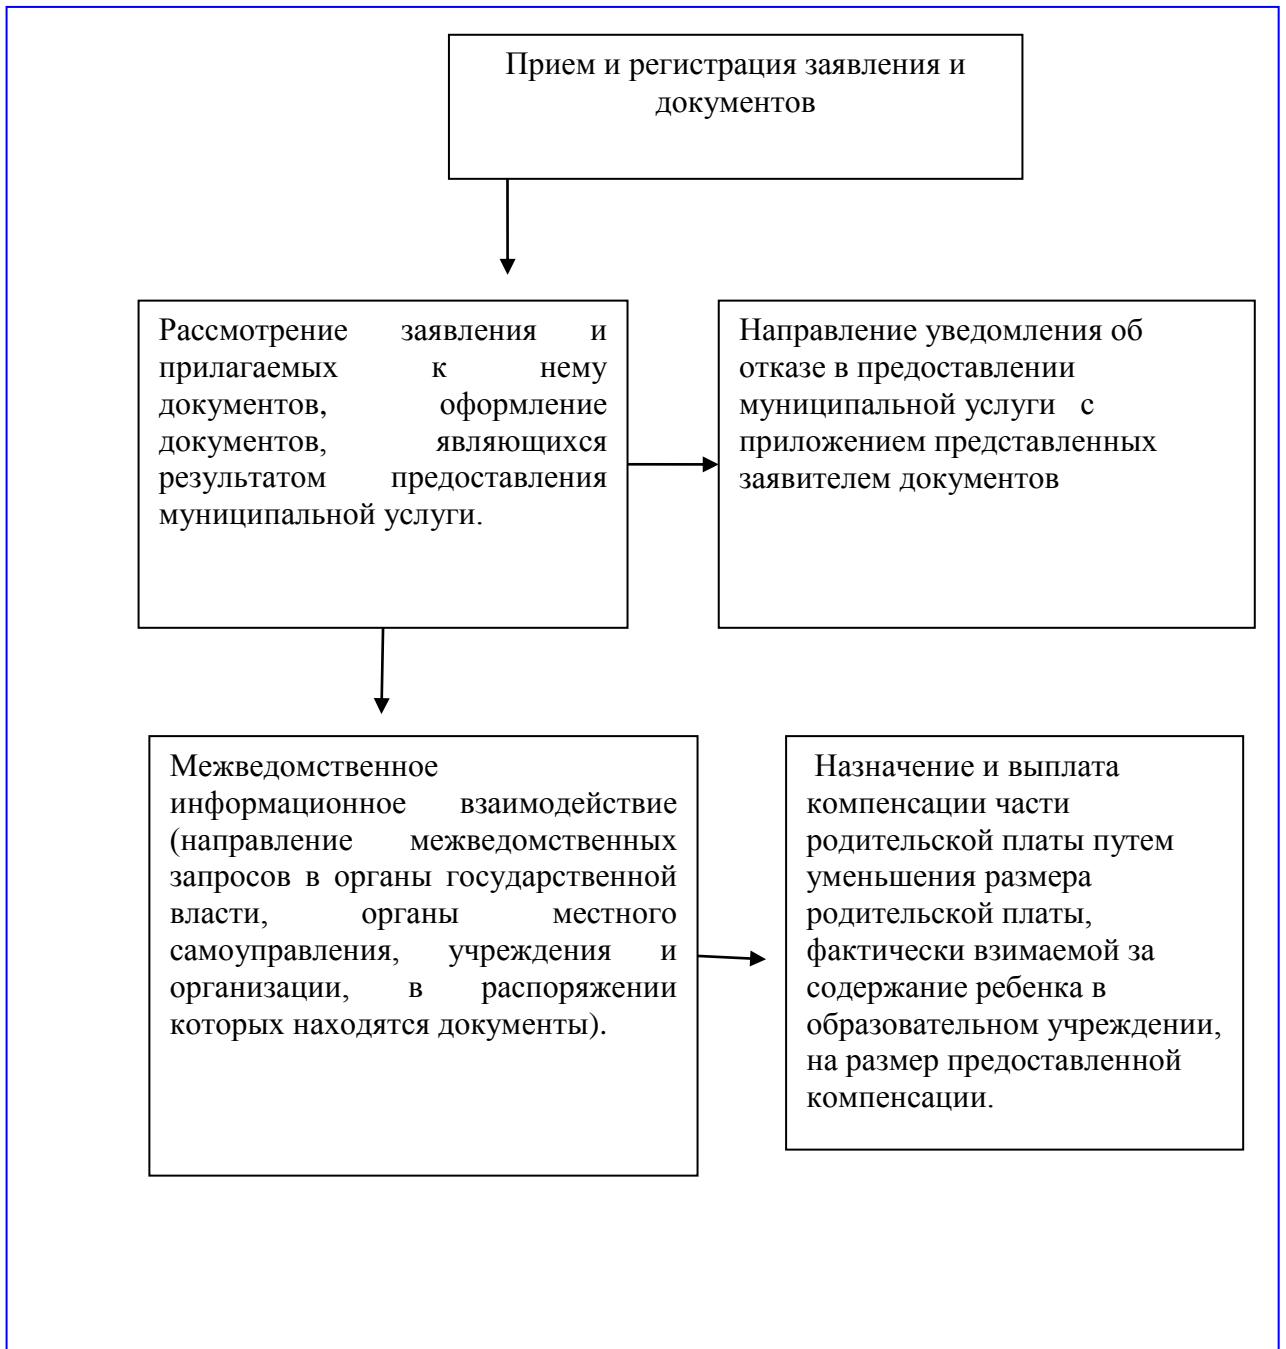 Прием и регистрация заявления и
документов
Рассмотрение заявления и
прилагаемых к нему
документов, оформление
документов, являющихся
результатом предоставления
муниципальной услуги.
Направление уведомления об
отказе в предоставлении
муниципальной услуги с
приложением представленных
заявителем документов
Межведомственное
информационное взаимодействие
(направление межведомственных
запросов в органы государственной
власти, органы местного
самоуправления, учреждения и
организации, в распоряжении
которых находятся документы).
Назначение и выплата
компенсации части
родительской платы путем
уменьшения размера
родительской платы,
фактически взимаемой за
содержание ребенка в
образовательном учреждении,
на размер предоставленной
компенсации.